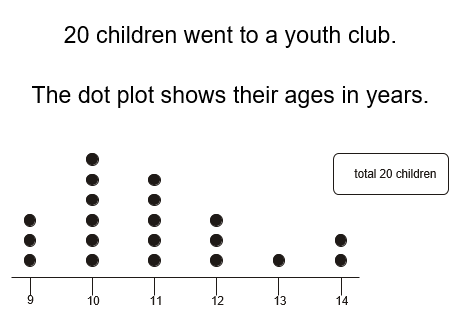 20 children went to a youth club.
The dot plot shows their ages in years.
total 20 children
9 10 11 12 13 14